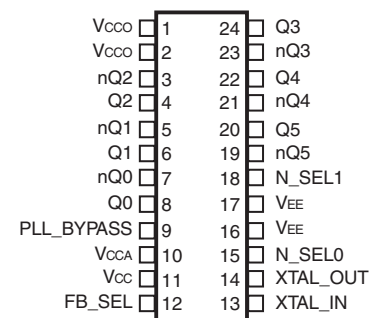 VCCO 1 24 Q3
VCCO 2 23 nQ3
nQ2 3 22 Q4
Q2 4 21 nQ4
nQ1 5 20 Q5
Q1 6 19 nQ5
nQ0 7 18 N_SEL1
Q0 8 17 VEE
PLL_BYPASS 9 16 VEE
VCCA 10 15 N_SEL0
VCC 11 14 XTAL_OUT
FB_SEL 12 13 XTAL_IN